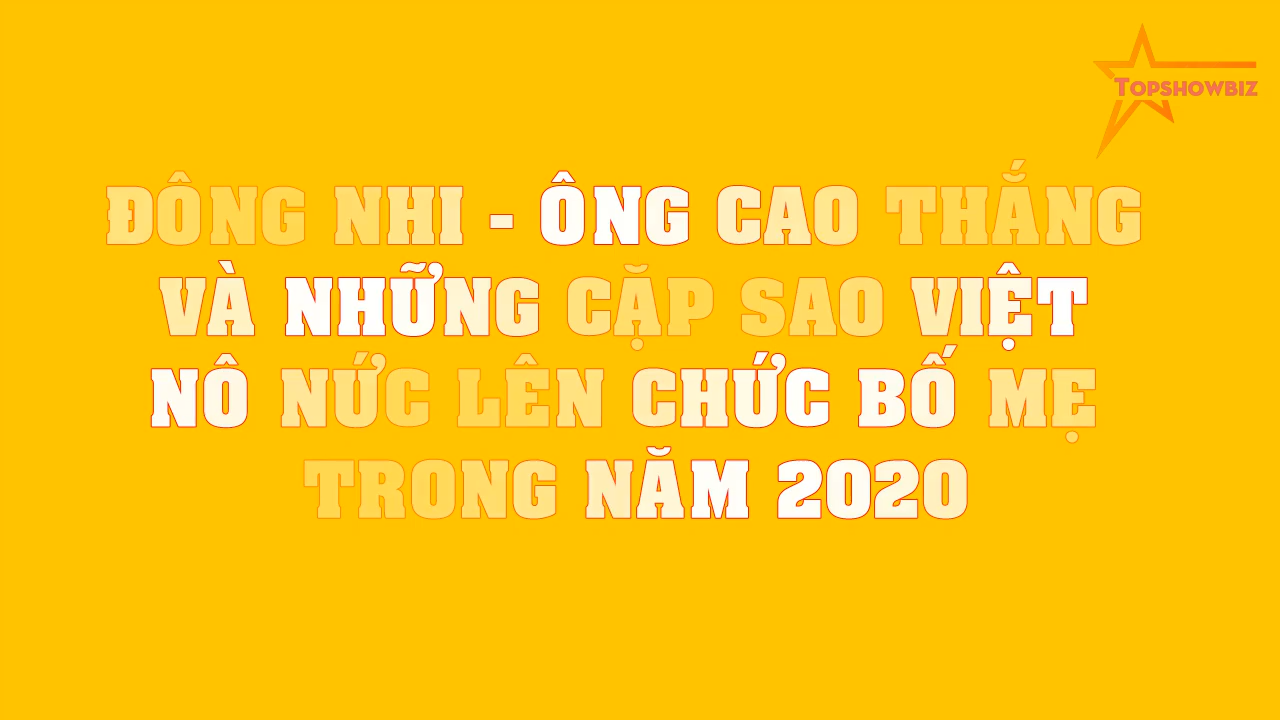 TOPSHOWBIZ
ĐÔNG NHI - ÔNG CAO THẮNG
VÀ NHỮNG CẶP SAO VIỆT
NÔ NỨC LÊN CHỨC BỐ MẸ
TRONG NĂM 2020